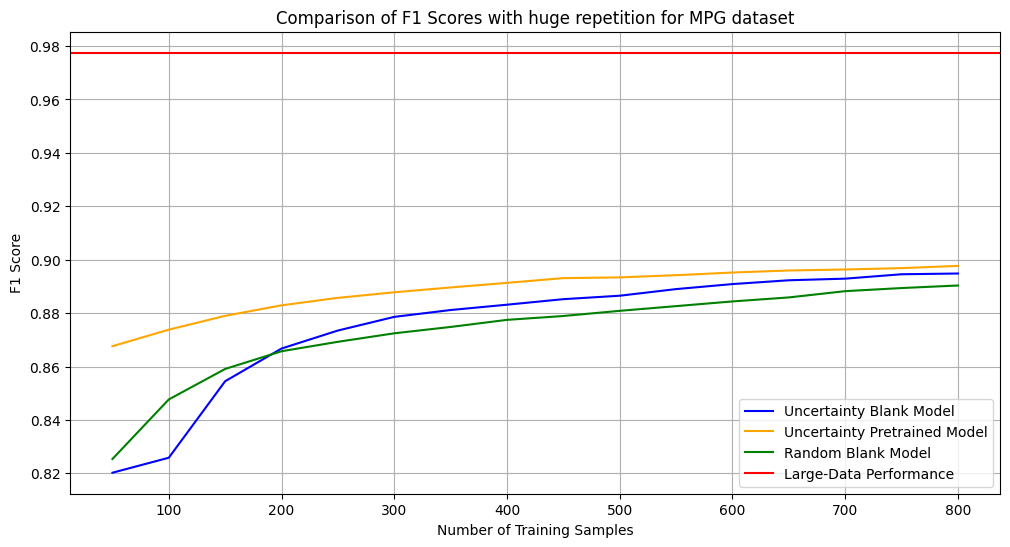 Comparison of F1 Scores with huge repetition for MPG dataset
0.98
0.96
0.94
0.92
0.90
0.88
0.86
0.84
0.82
F1 Score
100 200 300 400 500 600 700 800
Number of Training Samples
Uncertainty Blank Model
Uncertainty Pretrained Model
Random Blank Model
Large-Data Performance